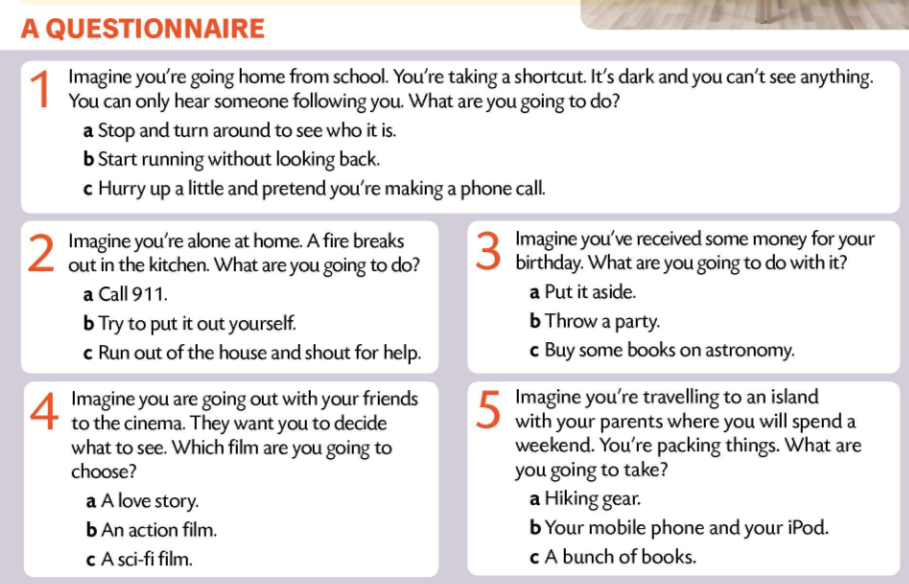 A QUESTIONNAIRE
1 Imagine you're going home from school. You're taking a shortcut. It's dark and you can't see anything.
You can only hear someone following you. What are you going to do?
a Stop and turn around to see who it is.
b Start running without looking back.
c Hurry up a little and pretend you're making a phone call.
2 Imagine you're alone at home. A fire breaks
out in the kitchen. What are you going to do?
a Call 911.
b Try to put it out yourself.
c Run out of the house and shout for help.
3 Imagine you've received some money for your
birthday. What are you going to do with it?
a Put it aside.
b Throw a party.
c Buy some books on astronomy.
4 Imagine you are going out with your friends
to the cinema. They want you to decide
what to see. Which film are you going to
choose?
a A love story.
b An action film.
c A sci-fi film.
5 Imagine you're travelling to an island
with your parents where you will spend a
weekend. You're packing things. What are
you going to take?
a Hiking gear.
b Your mobile phone and your iPod.
c A bunch of books.